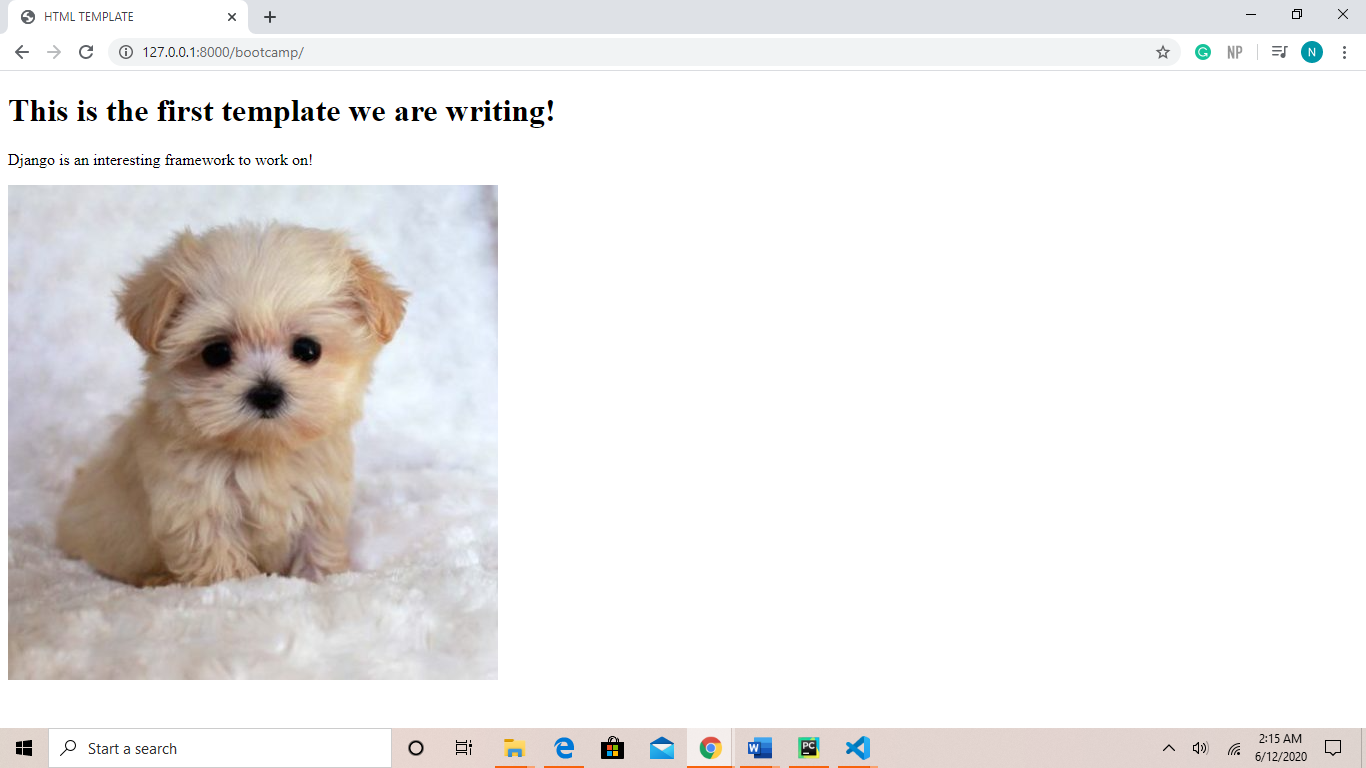 HTML TEMPLATE
127.0.0.1:8000/bootcamp/
NP
N
This is the first template we are writing!
Django is an interesting framework to work on!
Start a search
W
PC
2:15 AM
6/12/2020